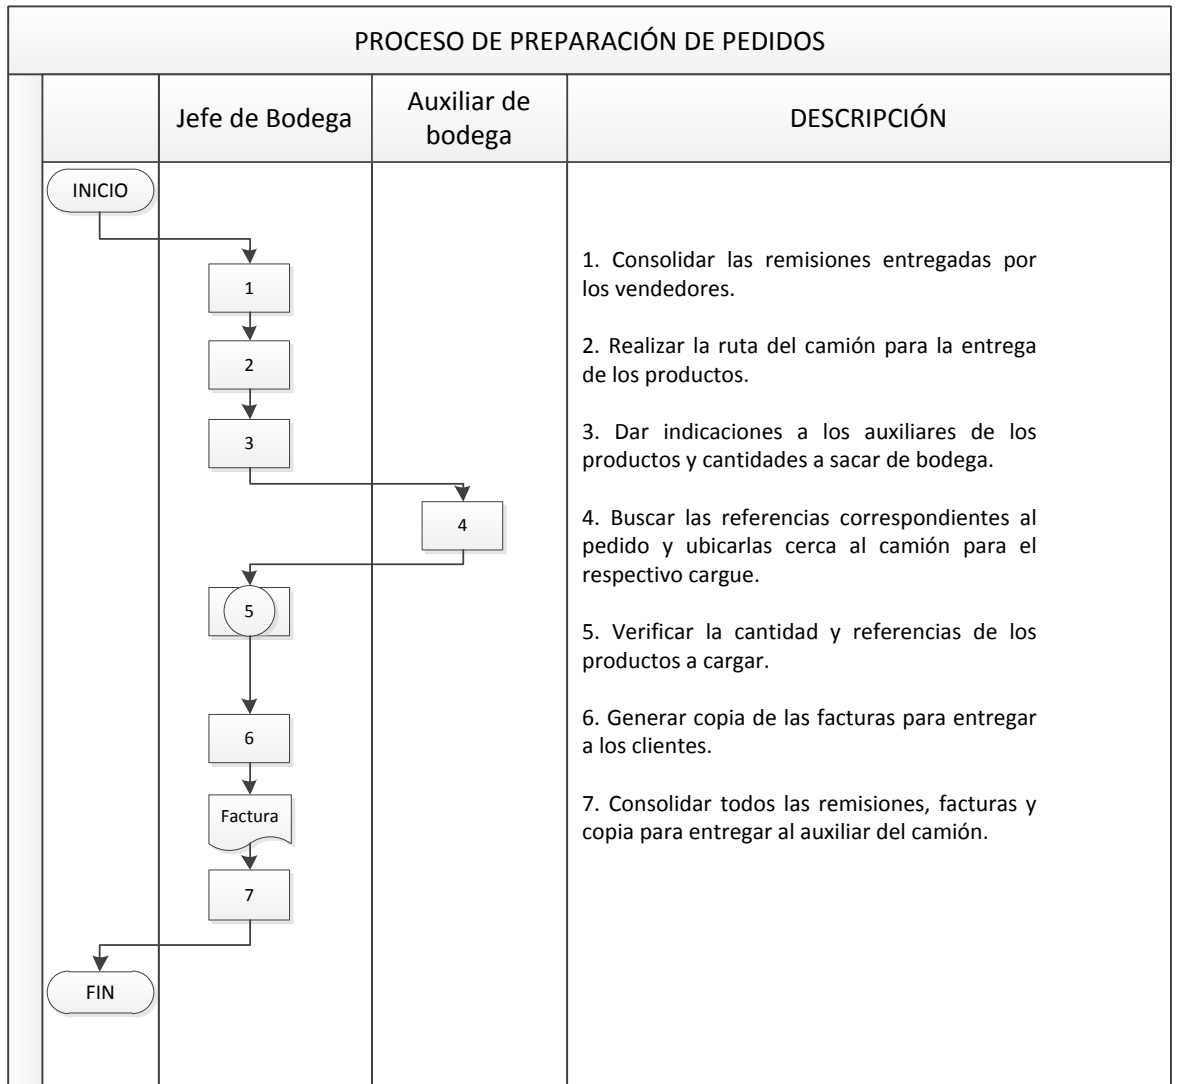 PROCESO DE PREPARACIÓN DE PEDIDOS
Jefe de Bodega
Auxiliar de
bodega
DESCRIPCIÓN
INICIO
1
2
3
4
5
6
Factura
7
FIN
1. Consolidar las remisiones entregadas por
los vendedores.
2. Realizar la ruta del camión para la entrega
de los productos.
3. Dar indicaciones a los auxiliares de los
productos y cantidades a sacar de bodega.
4. Buscar las referencias correspondientes al
pedido y ubicarlas cerca al camión para el
respectivo cargue.
5. Verificar la cantidad y referencias de los
productos a cargar.
6. Generar copia de las facturas para entregar
a los clientes.
7. Consolidar todos las remisiones, facturas y
copia para entregar al auxiliar del camión.